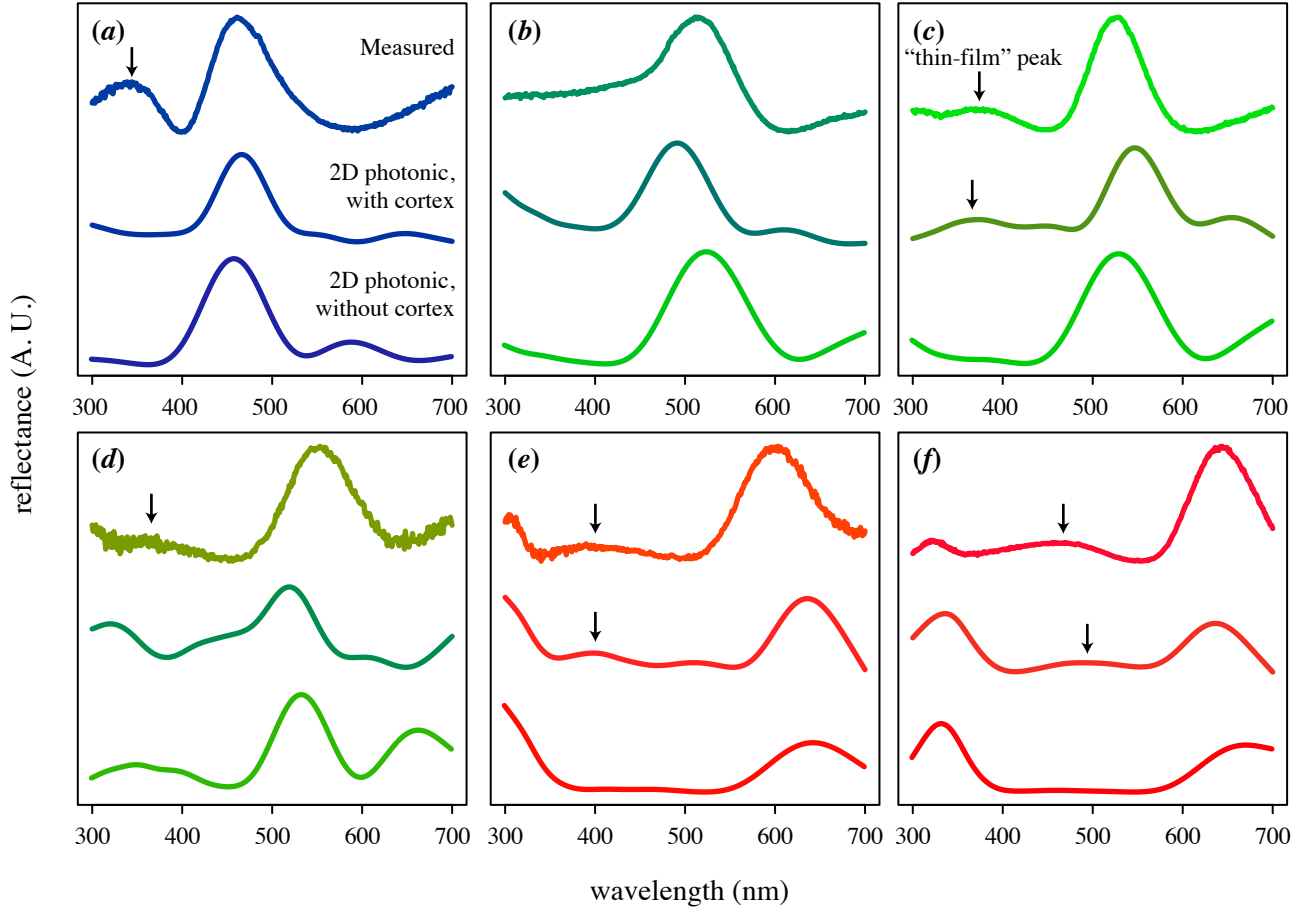 (a)
Measured
2D photonic,
with cortex
2D photonic,
without cortex
300 400 500 600 700
(b)
300 400 500 600 700
(c)
“thin-film” peak
300 400 500 600 700
reflectance (A. U.)
(d)
300 400 500 600 700
(e)
300 400 500 600 700
(f)
300 400 500 600 700
wavelength (nm)